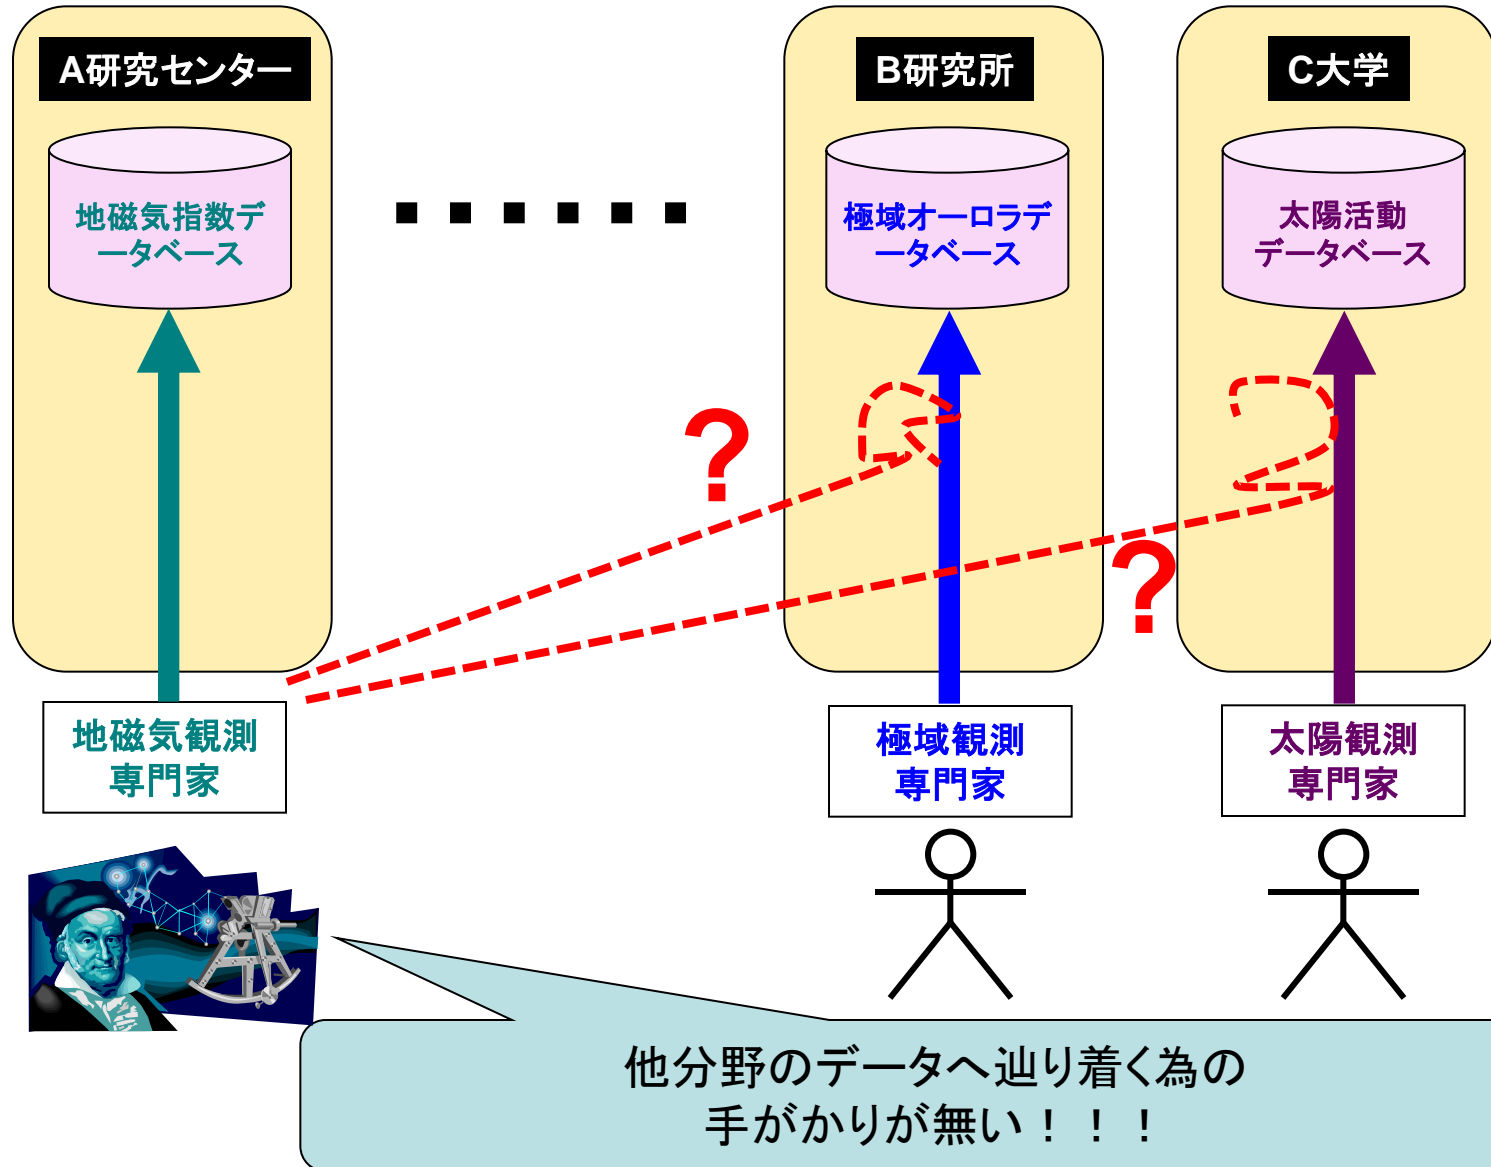 A研究センター
B研究所
C大学
地磁気指数デ
ータベース
極域オーロラデ
ータベース
太陽活動
データベース
?
?
地磁気観測
専門家
極域観測
専門家
太陽観測
専門家
他分野のデータへ辿り着く為の
手がかりが無い！！！